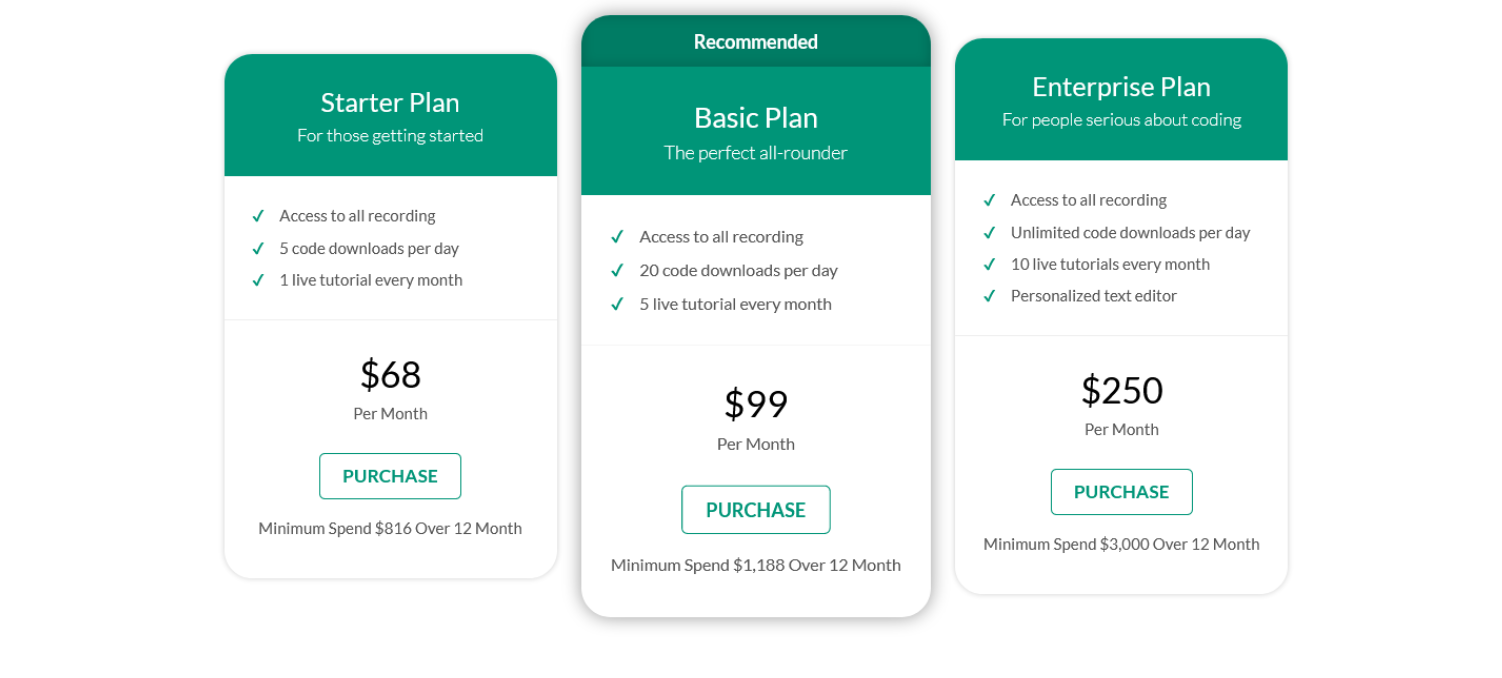 Starter Plan
For those getting started
Access to all recording
5 code downloads per day
1 live tutorial every month
$68
Per Month
PURCHASE
Minimum Spend $816 Over 12 Month
Recommended
Basic Plan
The perfect all-rounder
Access to all recording
20 code downloads per day
5 live tutorial every month
$99
Per Month
PURCHASE
Minimum Spend $1,188 Over 12 Month
Enterprise Plan
For people serious about coding
Access to all recording
Unlimited code downloads per day
10 live tutorials every month
Personalized text editor
$250
Per Month
PURCHASE
Minimum Spend $3,000 Over 12 Month